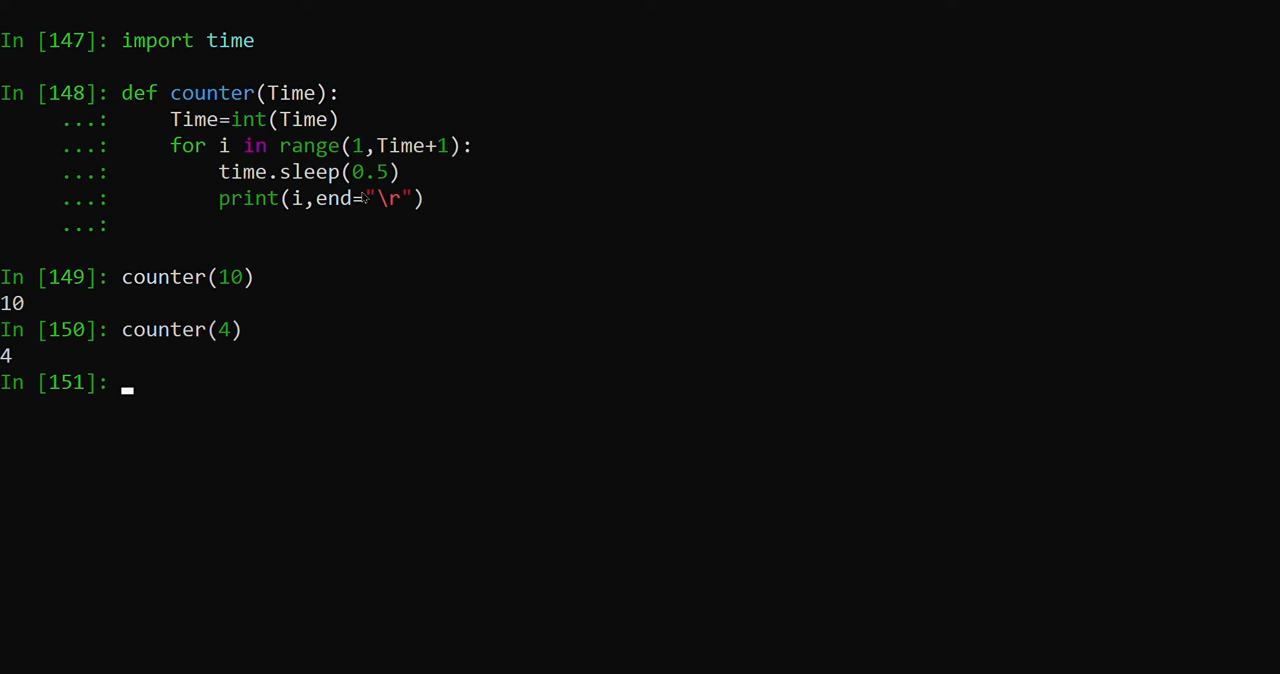 In [147]: import time
In [148]: def counter(Time):
     ...:     Time=int(Time)
     ...:     for i in range(1,Time+1):
     ...:         time.sleep(0.5)
     ...:         print(i,end="\r")
     ...:
In [149]: counter(10)
10
In [150]: counter(4)
4
In [151]: